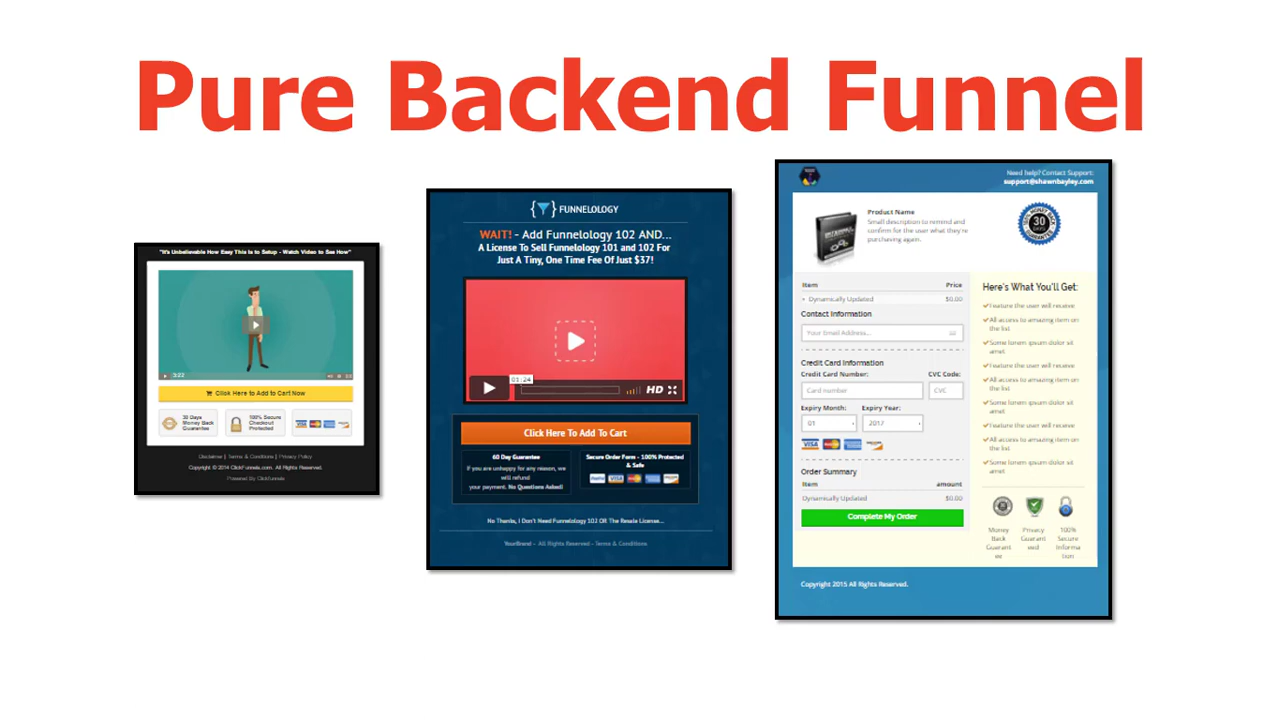 Pure Backend Funnel
"It's Unbelievable How Easy This Is to Setup - Watch Video to See Now"
3:22
Click Here to Add to Cart Now
30 Days
Money Back
Guarantee
100% Secure
Checkout
Protected
VISA
Disclaimer | Terms & Conditions | Privacy Policy
Copyright © 2014 ClickFunnels.com. All Rights Reserved.
Powered By ClickFunnels
FUNNELOLOGY
WAIT! - Add Funnelology 102 AND...
A License To Sell Funnelology 101 and 102 For
Just A Tiny, One Time Fee Of Just $37!
01:24
HD
Click Here To Add To Cart
60 Day Guarantee
If you are unhappy for any reason, we
will refund
your payment. No Questions Asked!
Secure Order Form - 100% Protected
& Safe
VISA
No Thanks, I Don't Need Funnelology 102 OR The Resale License...
YourBrand - All Rights Reserved - Terms & Conditions
Need help? Contact Support:
support@shawnbayley.com
Product Name
Small description to remind and
confirm for the user what they're
purchasing again.
30
DAYS
Item Price
Dynamically Updated $0.00
Contact Information
Your Email Address...
Credit Card Information
Credit Card Number: CVC Code:
Card number CVC
Expiry Month: Expiry Year:
01 2017
VISA
Order Summary
Item amount
Dynamically Updated $0.00
Complete My Order
Here's What You'll Get:
Feature the user will receive
All access to amazing item on
the list
Some lorem ipsum dolor sit
amet
Feature the user will receive
All access to amazing item on
the list
Some lorem ipsum dolor sit
amet
Feature the user will receive
All access to amazing item on
the list
Some lorem ipsum dolor sit
amet
Money
Back
Guarant
ee
Privacy
Guarant
eed
100%
Secure
Informa
tion
Copyright 2015 All Rights Reserved.